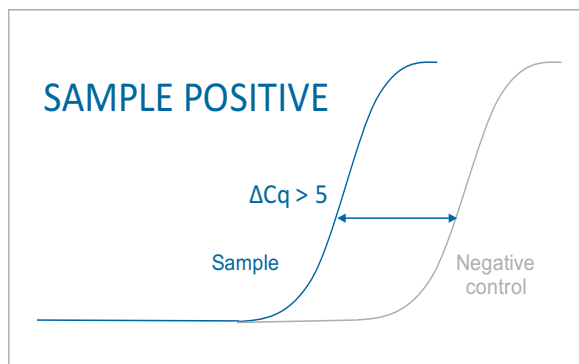 SAMPLE POSITIVE
ΔCq > 5
Sample
Negative
control